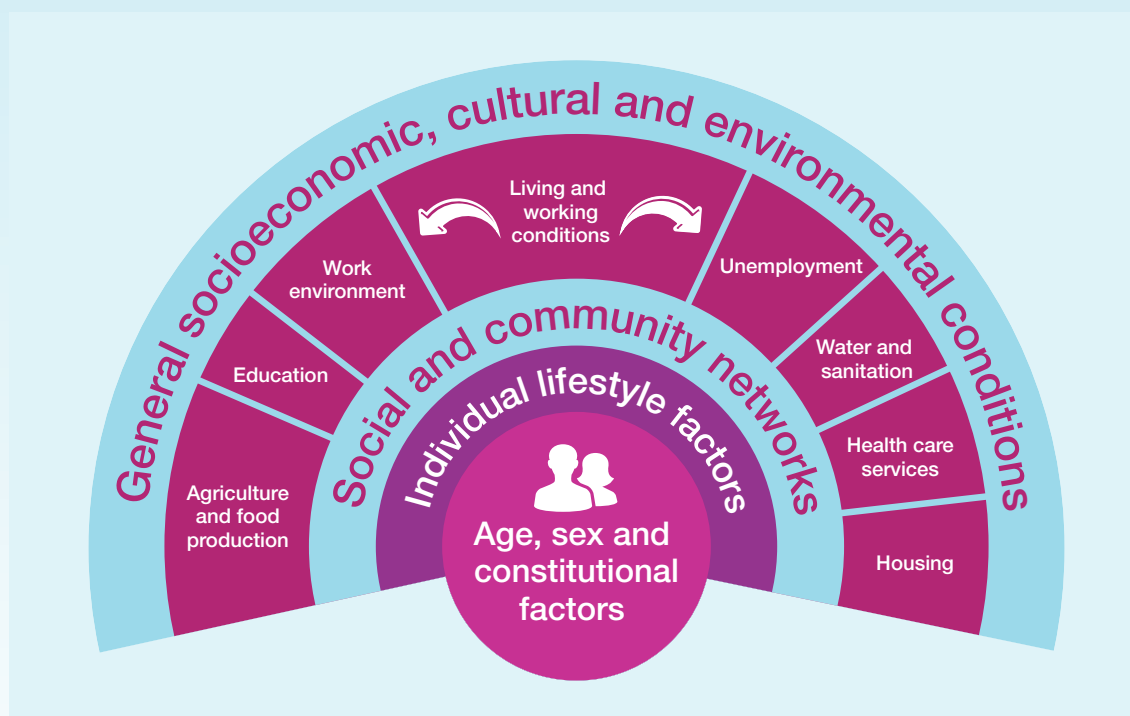 General socioeconomic, cultural and environmental conditions
Living and
working
conditions
Work
environment
Education
Agriculture
and food
production
Unemployment
Water and
sanitation
Health care
services
Housing
Social and community networks
Individual lifestyle factors
Age, sex and
constitutional
factors